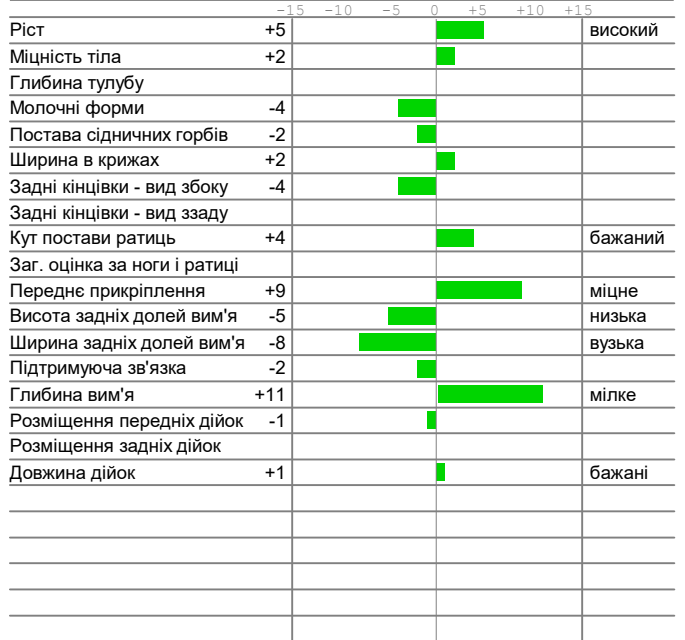 -15 -10 -5 0 +5 +10 +15
Ріст +5 високий
Міцність тіла +2
Глибина тулубу
Молочні форми -4
Постава сідничних горбів -2
Ширина в крижах +2
Задні кінцівки - вид збоку -4
Задні кінцівки - вид ззаду
Кут постави ратиць +4 бажаний
Заг. оцінка за ноги і ратиці
Переднє прикріплення +9 міцне
Висота задніх долей вим'я -5 низька
Ширина задніх долей вим'я -8 вузька
Підтримуюча зв'язка -2
Глибина вим'я +11 мілке
Розміщення передніх дійок -1
Розміщення задніх дійок
Довжина дійок +1 бажані